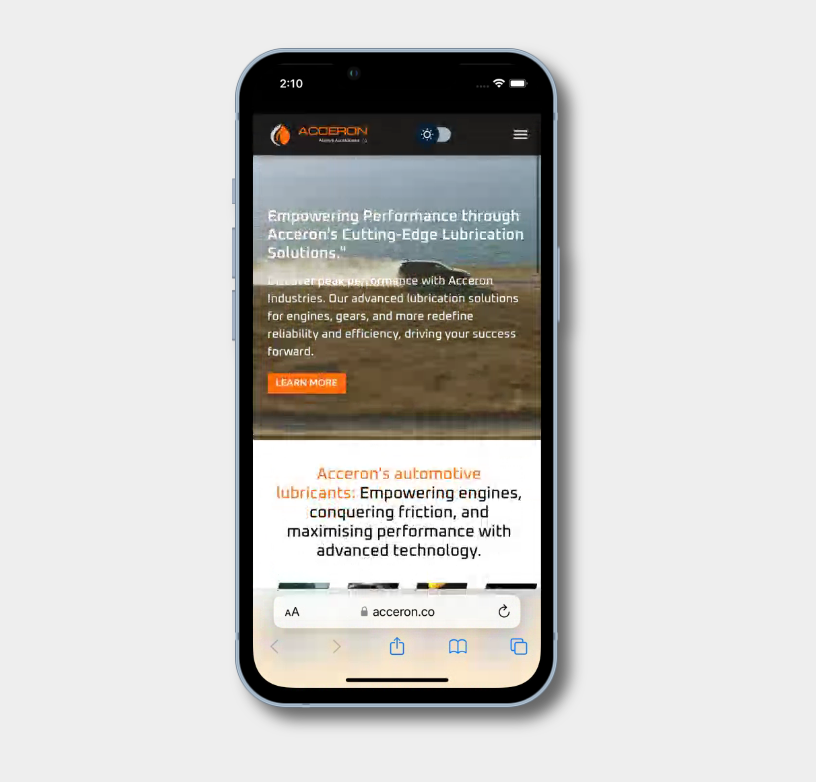 2:10
ACCERON
Empowering Performance through
Acceron's Cutting-Edge Lubrication
Solutions."
Discover peak performance with Acceron
Industries. Our advanced lubrication solutions
for engines, gears, and more redefine
reliability and efficiency, driving your success
forward.
LEARN MORE
Acceron's automotive
lubricants: Empowering engines,
conquering friction, and
maximising performance with
advanced technology.
AA
acceron.co